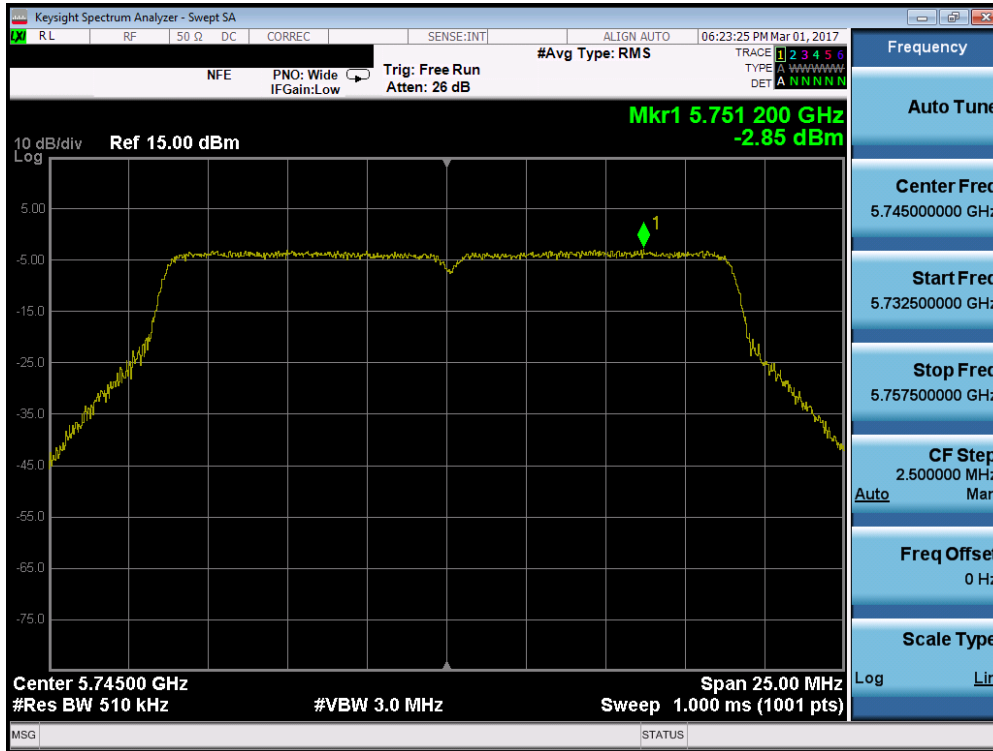 Keysight Spectrum Analyzer - Swept SA
LXI RL RF 50 Ω DC CORREC SENSE:INT ALIGN AUTO 06:23:25 PM Mar 01, 2017
#Avg Type: RMS TRACE 1 2 3 4 5 6
NFE PNO: Wide Trig: Free Run TYPE A WWWWW
IFGain:Low Atten: 26 dB DET A N N N N N
Mkr1 5.751 200 GHz
-2.85 dBm
10 dB/div Ref 15.00 dBm
Log
1
5.00
-5.00
-15.0
-25.0
-35.0
-45.0
-55.0
-65.0
-75.0
Center 5.74500 GHz Span 25.00 MHz
#Res BW 510 kHz #VBW 3.0 MHz Sweep 1.000 ms (1001 pts)
MSG STATUS
Frequency
Auto Tune
Center Freq
5.745000000 GHz
Start Freq
5.732500000 GHz
Stop Freq
5.757500000 GHz
CF Step
2.500000 MHz
Auto Man
Freq Offset
0 Hz
Scale Type
Log Lin